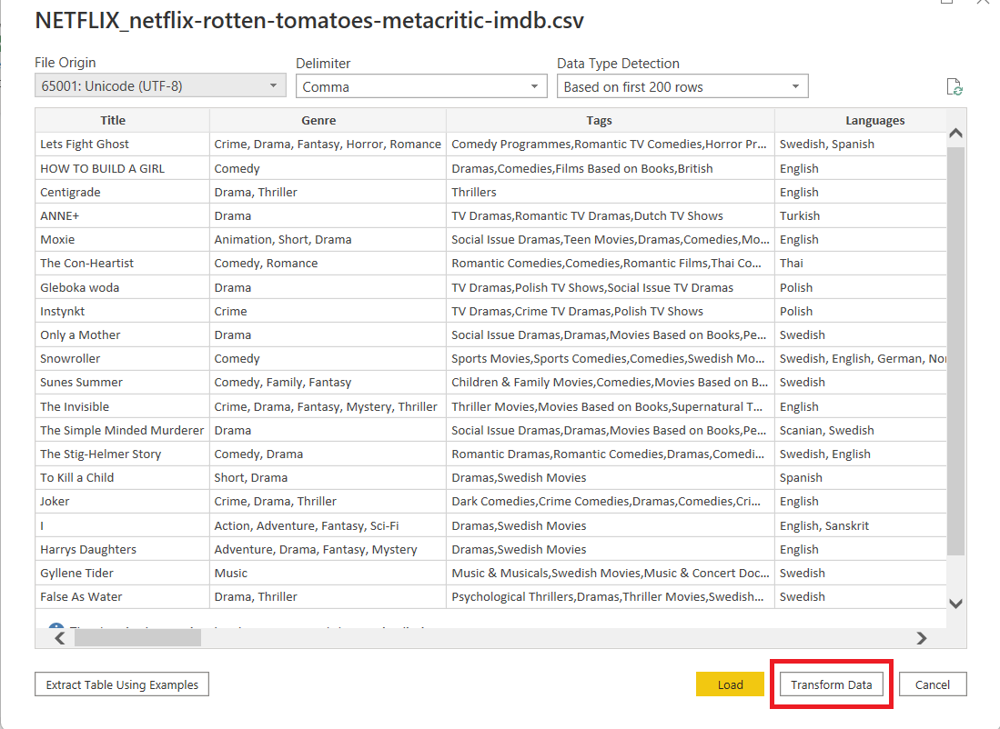 NETFLIX_netflix-rotten-tomatoes-metacritic-imdb.csv
File Origin Delimiter Data Type Detection
65001: Unicode (UTF-8) Comma Based on first 200 rows
Title Genre Tags Languages
Lets Fight Ghost Crime, Drama, Fantasy, Horror, Romance Comedy Programmes,Romantic TV Comedies,Horror Pr... Swedish, Spanish
HOW TO BUILD A GIRL Comedy Dramas,Comedies,Films Based on Books,British English
Centigrade Drama, Thriller Thrillers English
ANNE+ Drama TV Dramas,Romantic TV Dramas,Dutch TV Shows Turkish
Moxie Animation, Short, Drama Social Issue Dramas,Teen Movies,Dramas,Comedies,Mo... English
The Con-Heartist Comedy, Romance Romantic Comedies,Comedies,Romantic Films,Thai Co... Thai
Gleboka woda Drama TV Dramas,Polish TV Shows,Social Issue TV Dramas Polish
Instynkt Crime TV Dramas,Crime TV Dramas,Polish TV Shows Polish
Only a Mother Drama Social Issue Dramas,Dramas,Movies Based on Books,Pe... Swedish
Snowroller Comedy Sports Movies,Sports Comedies,Comedies,Swedish Mo... Swedish, English, German, Nor
Sunes Summer Comedy, Family, Fantasy Children & Family Movies,Comedies,Movies Based on B... Swedish
The Invisible Crime, Drama, Fantasy, Mystery, Thriller Thriller Movies,Movies Based on Books,Supernatural T... English
The Simple Minded Murderer Drama Social Issue Dramas,Dramas,Movies Based on Books,Pe... Scanian, Swedish
The Stig-Helmer Story Comedy, Drama Romantic Dramas,Romantic Comedies,Dramas,Comedi... Swedish, English
To Kill a Child Short, Drama Dramas,Swedish Movies Spanish
Joker Crime, Drama, Thriller Dark Comedies,Crime Comedies,Dramas,Comedies,Cri... English
I Action, Adventure, Fantasy, Sci-Fi Dramas,Swedish Movies English, Sanskrit
Harrys Daughters Adventure, Drama, Fantasy, Mystery Dramas,Swedish Movies English
Gyllene Tider Music Music & Musicals,Swedish Movies,Music & Concert Doc... Swedish
False As Water Drama, Thriller Psychological Thrillers,Dramas,Thriller Movies,Swedish... Swedish
Extract Table Using Examples Load Transform Data Cancel